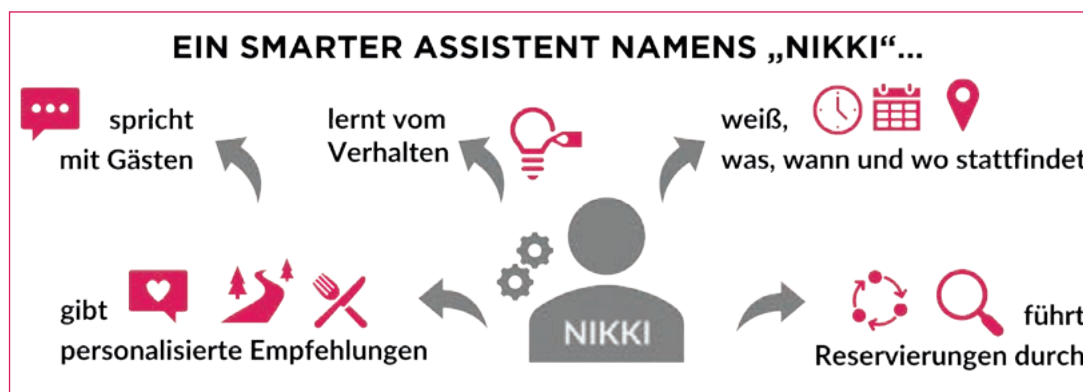 EIN SMARTER ASSISTENT NAMENS „NIKKI“...
spricht
mit Gästen
lernt vom
Verhalten
weiß,
was, wann und wo stattfindet
gibt
personalisierte Empfehlungen
NIKKI
führt
Reservierungen durch